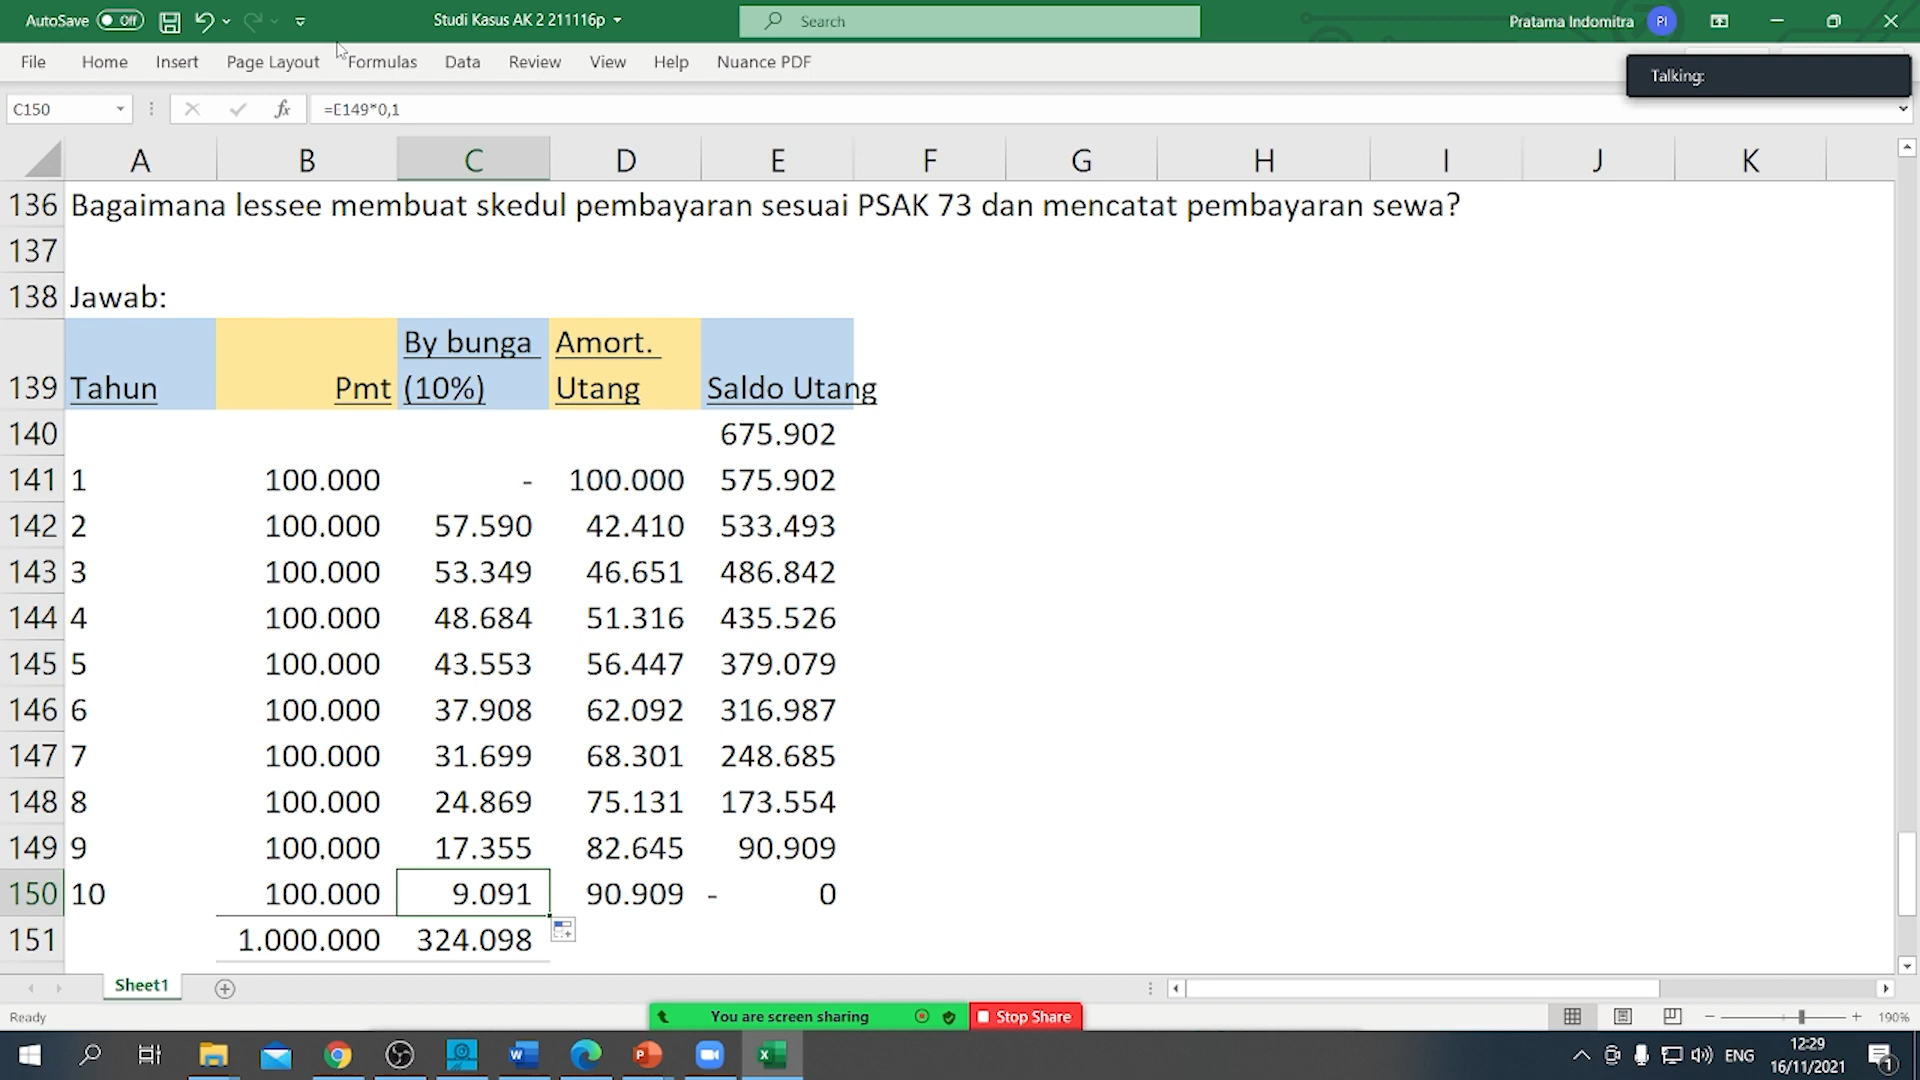 AutoSave Off Studi Kasus AK 2 211116p Search Pratama Indomitra PI
File Home Insert Page Layout Formulas Data Review View Help Nuance PDF
Talking:
C150 fx =E149*0,1
A B C D E F G H I J K
136 Bagaimana lessee membuat skedul pembayaran sesuai PSAK 73 dan mencatat pembayaran sewa?
137
138 Jawab:
By bunga Amort.
139 Tahun Pmt (10%) Utang Saldo Utang
140 675.902
141 1 100.000 - 100.000 575.902
142 2 100.000 57.590 42.410 533.493
143 3 100.000 53.349 46.651 486.842
144 4 100.000 48.684 51.316 435.526
145 5 100.000 43.553 56.447 379.079
146 6 100.000 37.908 62.092 316.987
147 7 100.000 31.699 68.301 248.685
148 8 100.000 24.869 75.131 173.554
149 9 100.000 17.355 82.645 90.909
150 10 100.000 9.091 90.909 - 0
151 1.000.000 324.098
Sheet1
Ready You are screen sharing Stop Share 190%
ENG 12:29
16/11/2021 1